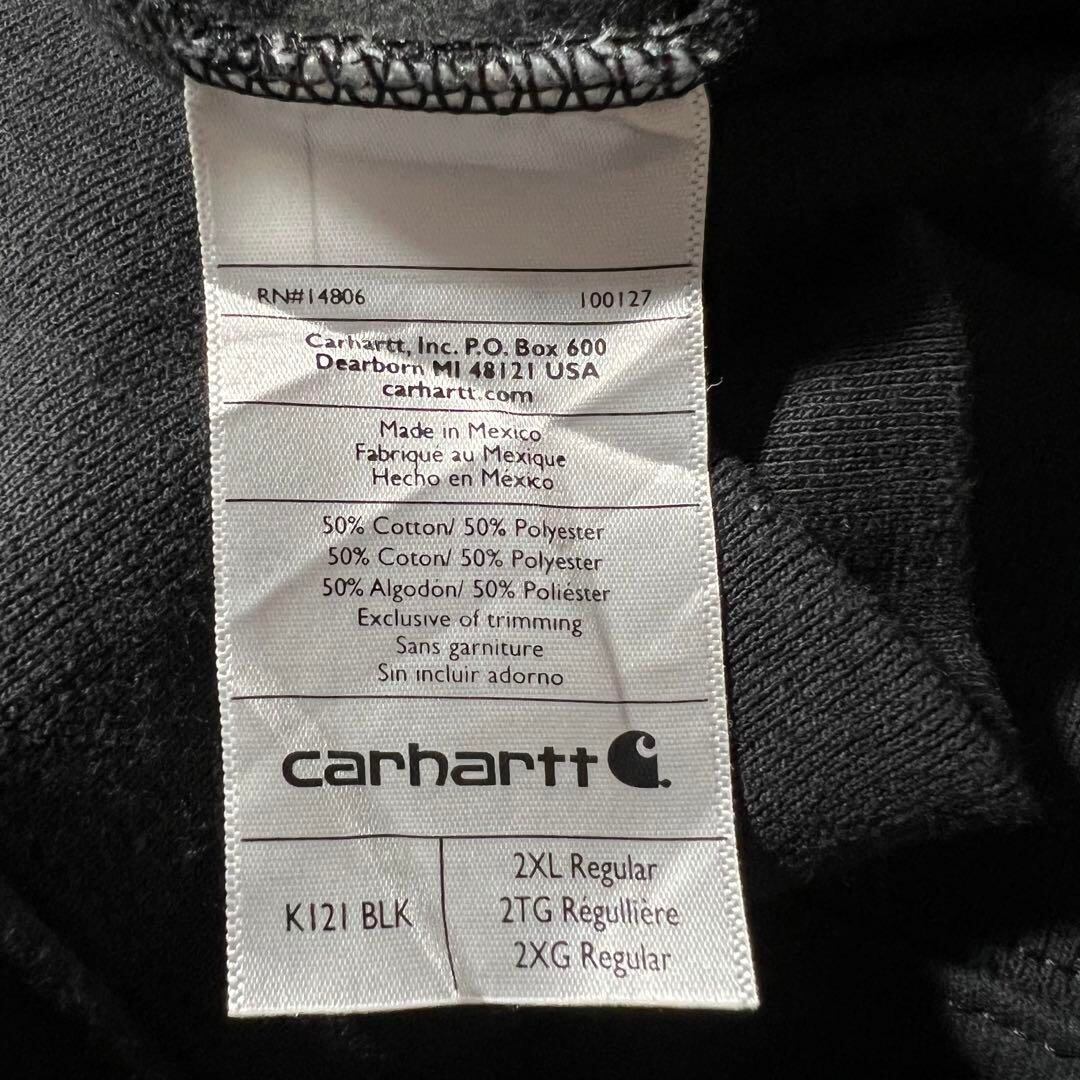 RN#14806 100127
Carhartt, Inc. P.O. Box 600
Dearborn MI 48121 USA
carhartt.com
Made in Mexico
Fabriqué au Mexique
Hecho en México
50% Cotton/ 50% Polyester
50% Coton/ 50% Polyester
50% Algodón/ 50% Poliéster
Exclusive of trimming
Sans garniture
Sin incluir adorno
carhartt
K121 BLK
2XL Regular
2TG Régullière
2XG Regular